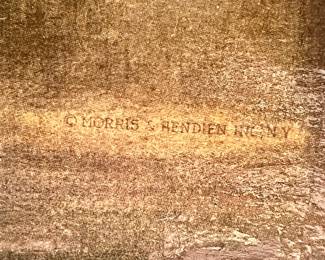 © MORRIS & BENDIEN INC., N.Y.